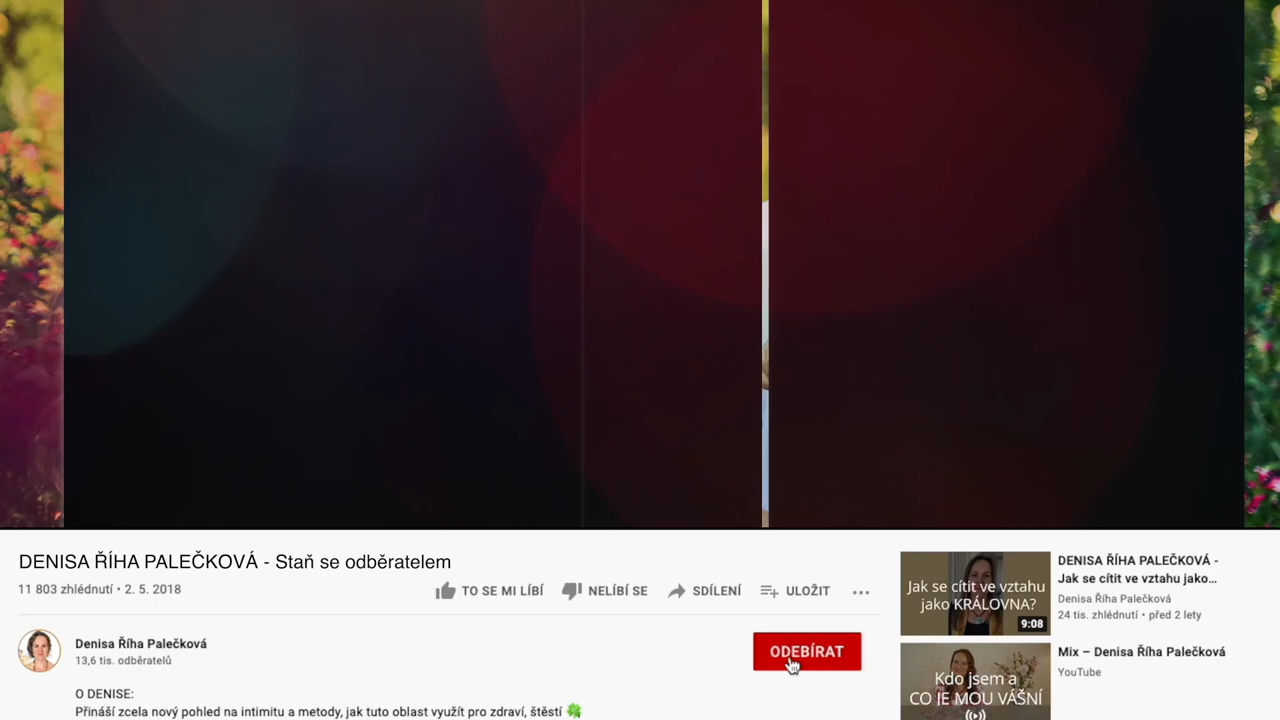 DENISA ŘÍHA PALEČKOVÁ - Staň se odběratelem
11 803 zhlédnutí • 2. 5. 2018
TO SE MI LÍBÍ
NELÍBÍ SE
SDÍLENÍ
ULOŽIT
Denisa Říha Palečková
13,6 tis. odběratelů
ODEBÍRAT
O DENISE:
Přináší zcela nový pohled na intimitu a metody, jak tuto oblast využít pro zdraví, štěstí 🍀
Jak se cítit ve vztahu
jako KRÁLOVNA?
9:08
DENISA ŘÍHA PALEČKOVÁ -
Jak se cítit ve vztahu jako...
Denisa Říha Palečková
24 tis. zhlédnutí • před 2 lety
Kdo jsem a
CO JE MOU VÁŠNÍ
Mix – Denisa Říha Palečková
YouTube